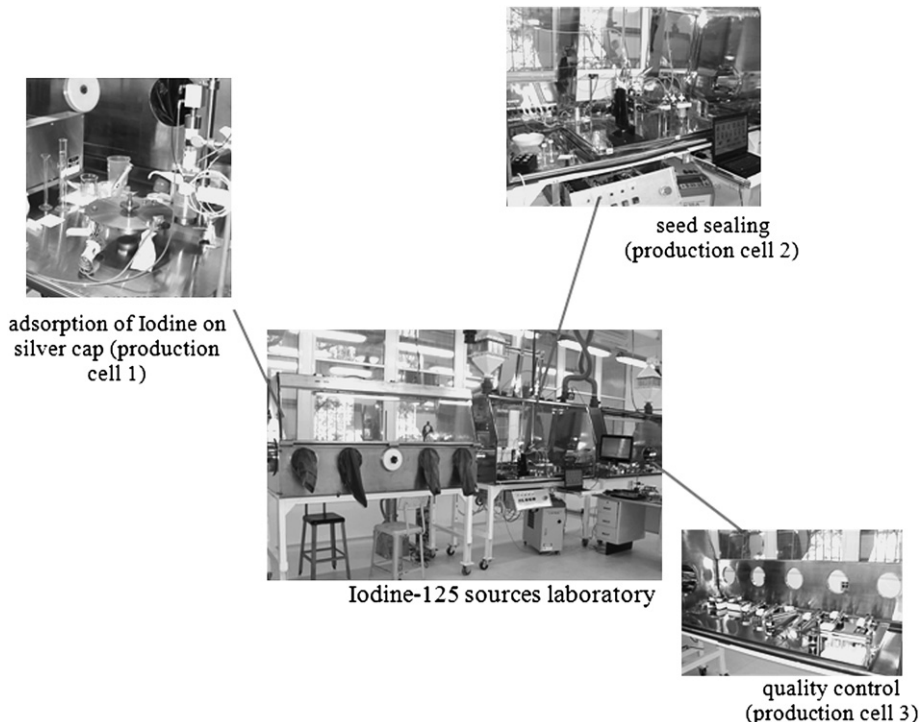 seed sealing
(production cell 2)
adsorption of Iodine on
silver cap (production
cell 1)
Iodine-125 sources laboratory
quality control
(production cell 3)